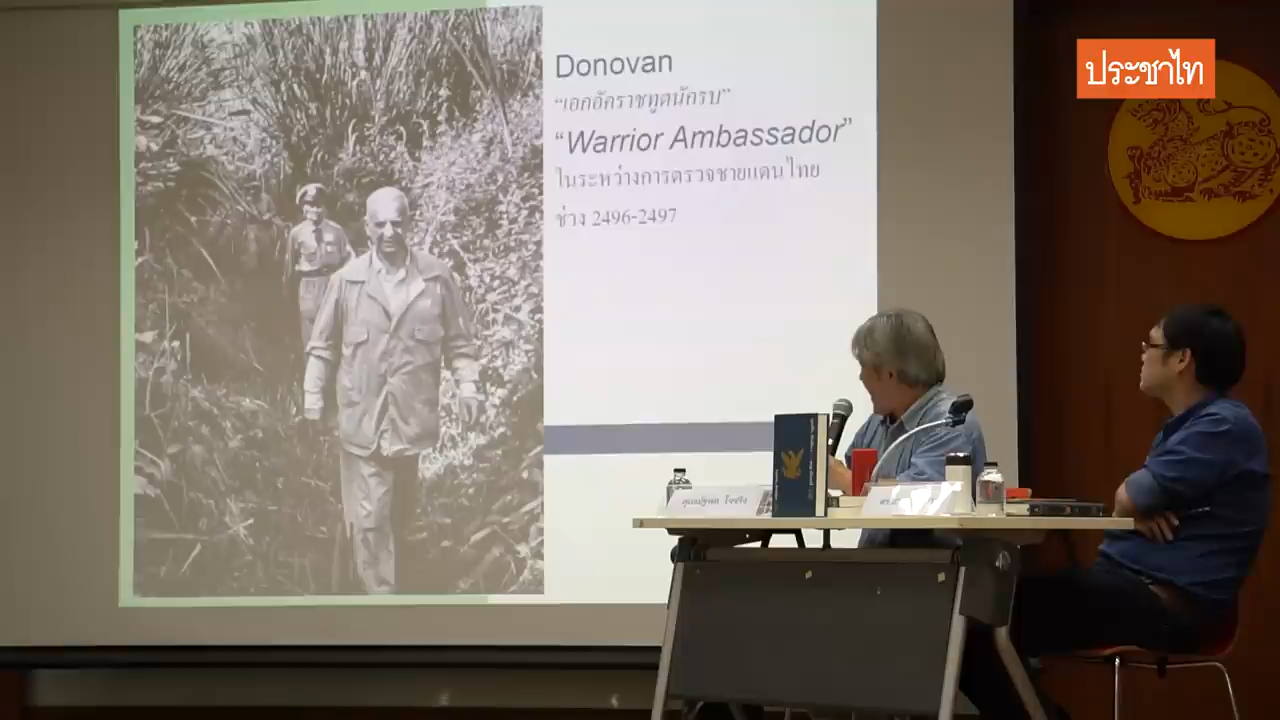 Donovan
“เอกอัคราชทูตนักรบ”
“Warrior Ambassador”
ในระหว่างการตรวจชายแดนไทย
ช่วง 2496-2497
ประชาไท